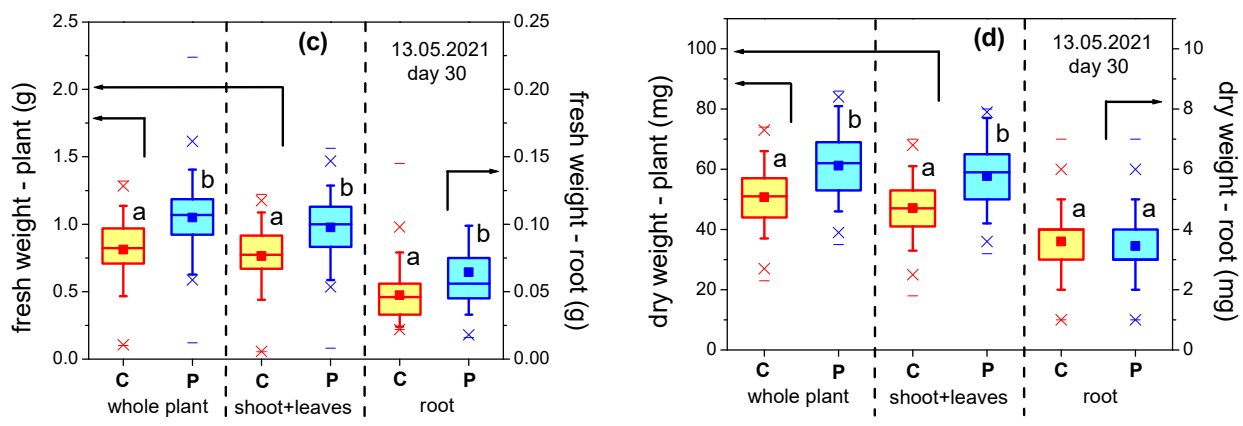 fresh weight - plant (g)
2.5
2.0
1.5
1.0
0.5
0.0
(c)
13.05.2021
day 30
a
b
a
b
a
b
0.25
0.20
0.15
0.10
0.05
0.00
fresh weight - root (g)
C P C P C P
whole plant shoot+leaves root
dry weight - plant (mg)
100
80
60
40
20
0
(d)
13.05.2021
day 30
a
b
a
b
a
a
10
8
6
4
2
0
dry weight - root (mg)
C P C P C P
whole plant shoot+leaves root